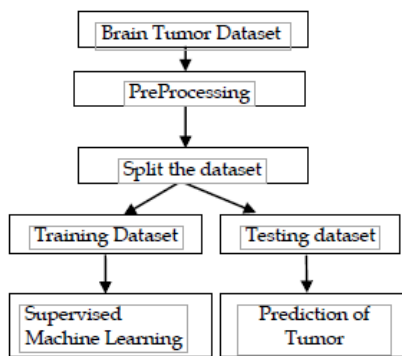 Brain Tumor Dataset
PreProcessing
Split the dataset
Training Dataset
Testing dataset
Supervised
Machine Learning
Prediction of
Tumor